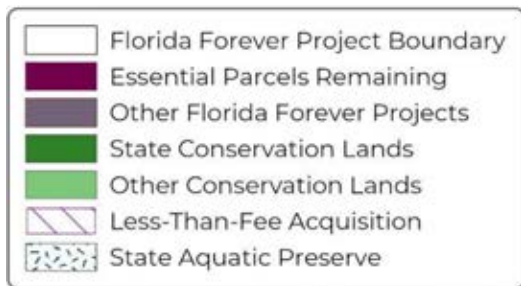 Florida Forever Project Boundary
Essential Parcels Remaining
Other Florida Forever Projects
State Conservation Lands
Other Conservation Lands
Less-Than-Fee Acquisition
State Aquatic Preserve